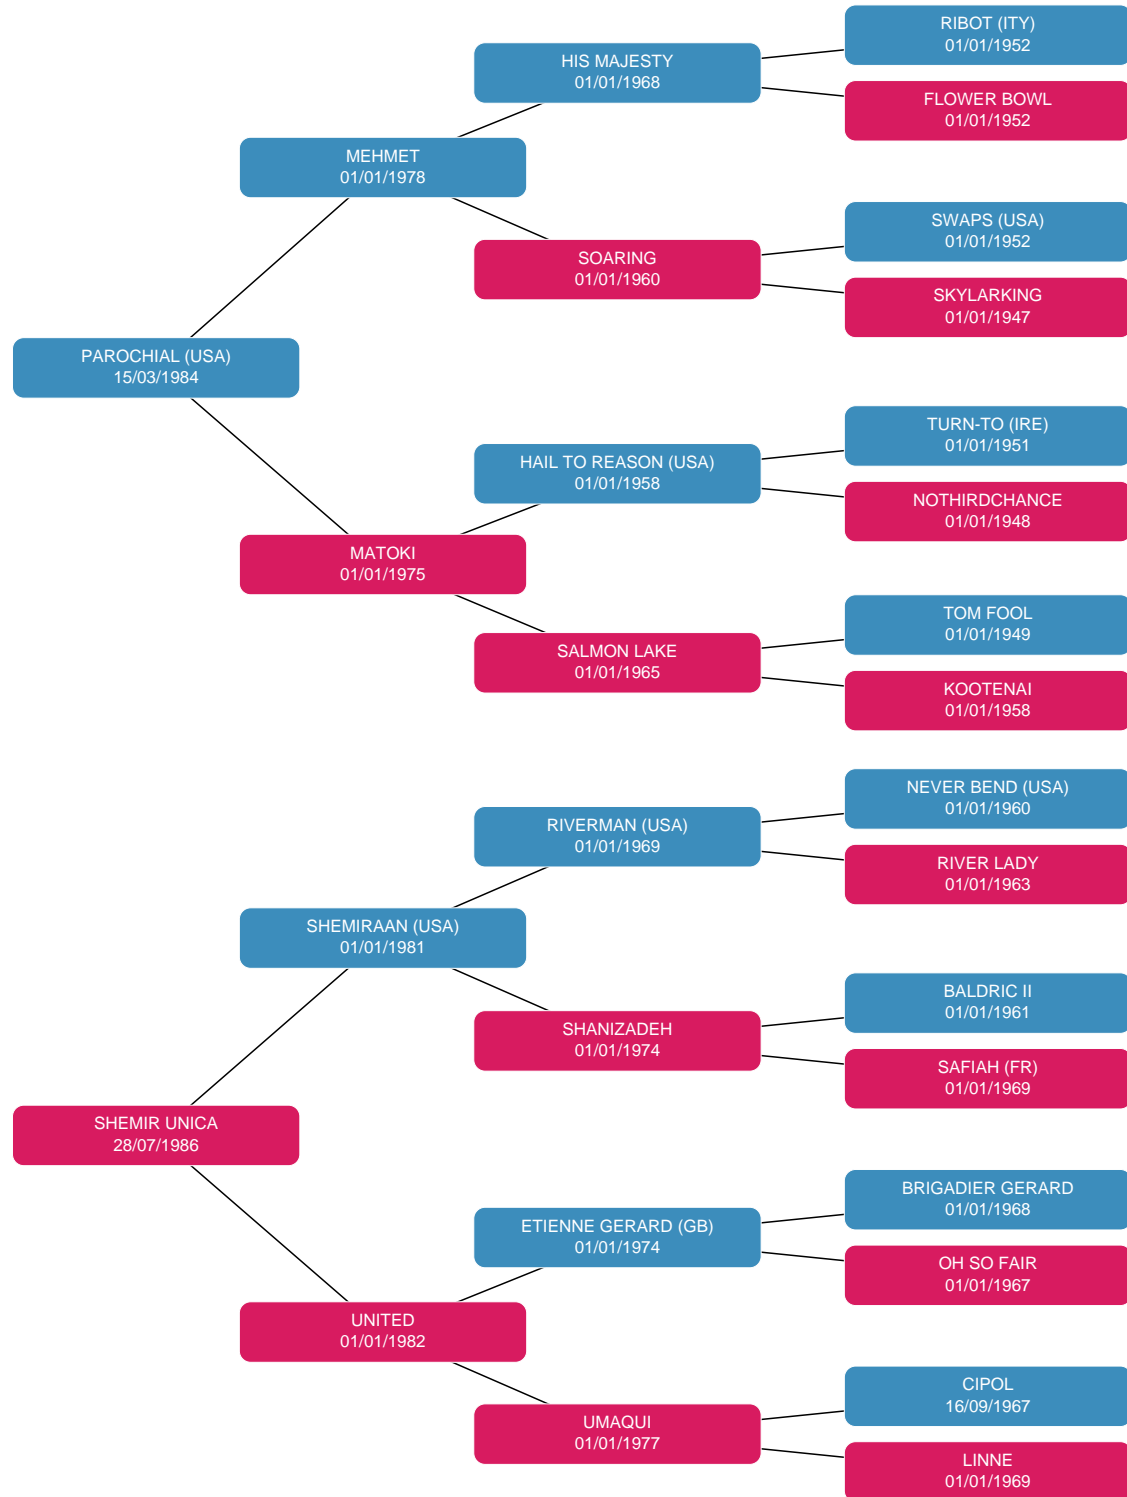 RIBOT (ITY)
01/01/1952
HIS MAJESTY
01/01/1968
FLOWER BOWL
01/01/1952
MEHMET
01/01/1978
SWAPS (USA)
01/01/1952
SOARING
01/01/1960
SKYLARKING
01/01/1947
PAROCHIAL (USA)
15/03/1984
TURN-TO (IRE)
01/01/1951
HAIL TO REASON (USA)
01/01/1958
NOTHIRDCHANCE
01/01/1948
MATOKI
01/01/1975
TOM FOOL
01/01/1949
SALMON LAKE
01/01/1965
KOOTENAI
01/01/1958
NEVER BEND (USA)
01/01/1960
RIVERMAN (USA)
01/01/1969
RIVER LADY
01/01/1963
SHEMIRAAN (USA)
01/01/1981
BALDRIC II
01/01/1961
SHANIZADEH
01/01/1974
SAFIAH (FR)
01/01/1969
SHEMIR UNICA
28/07/1986
BRIGADIER GERARD
01/01/1968
ETIENNE GERARD (GB)
01/01/1974
OH SO FAIR
01/01/1967
UNITED
01/01/1982
CIPOL
16/09/1967
UMAQUI
01/01/1977
LINNE
01/01/1969